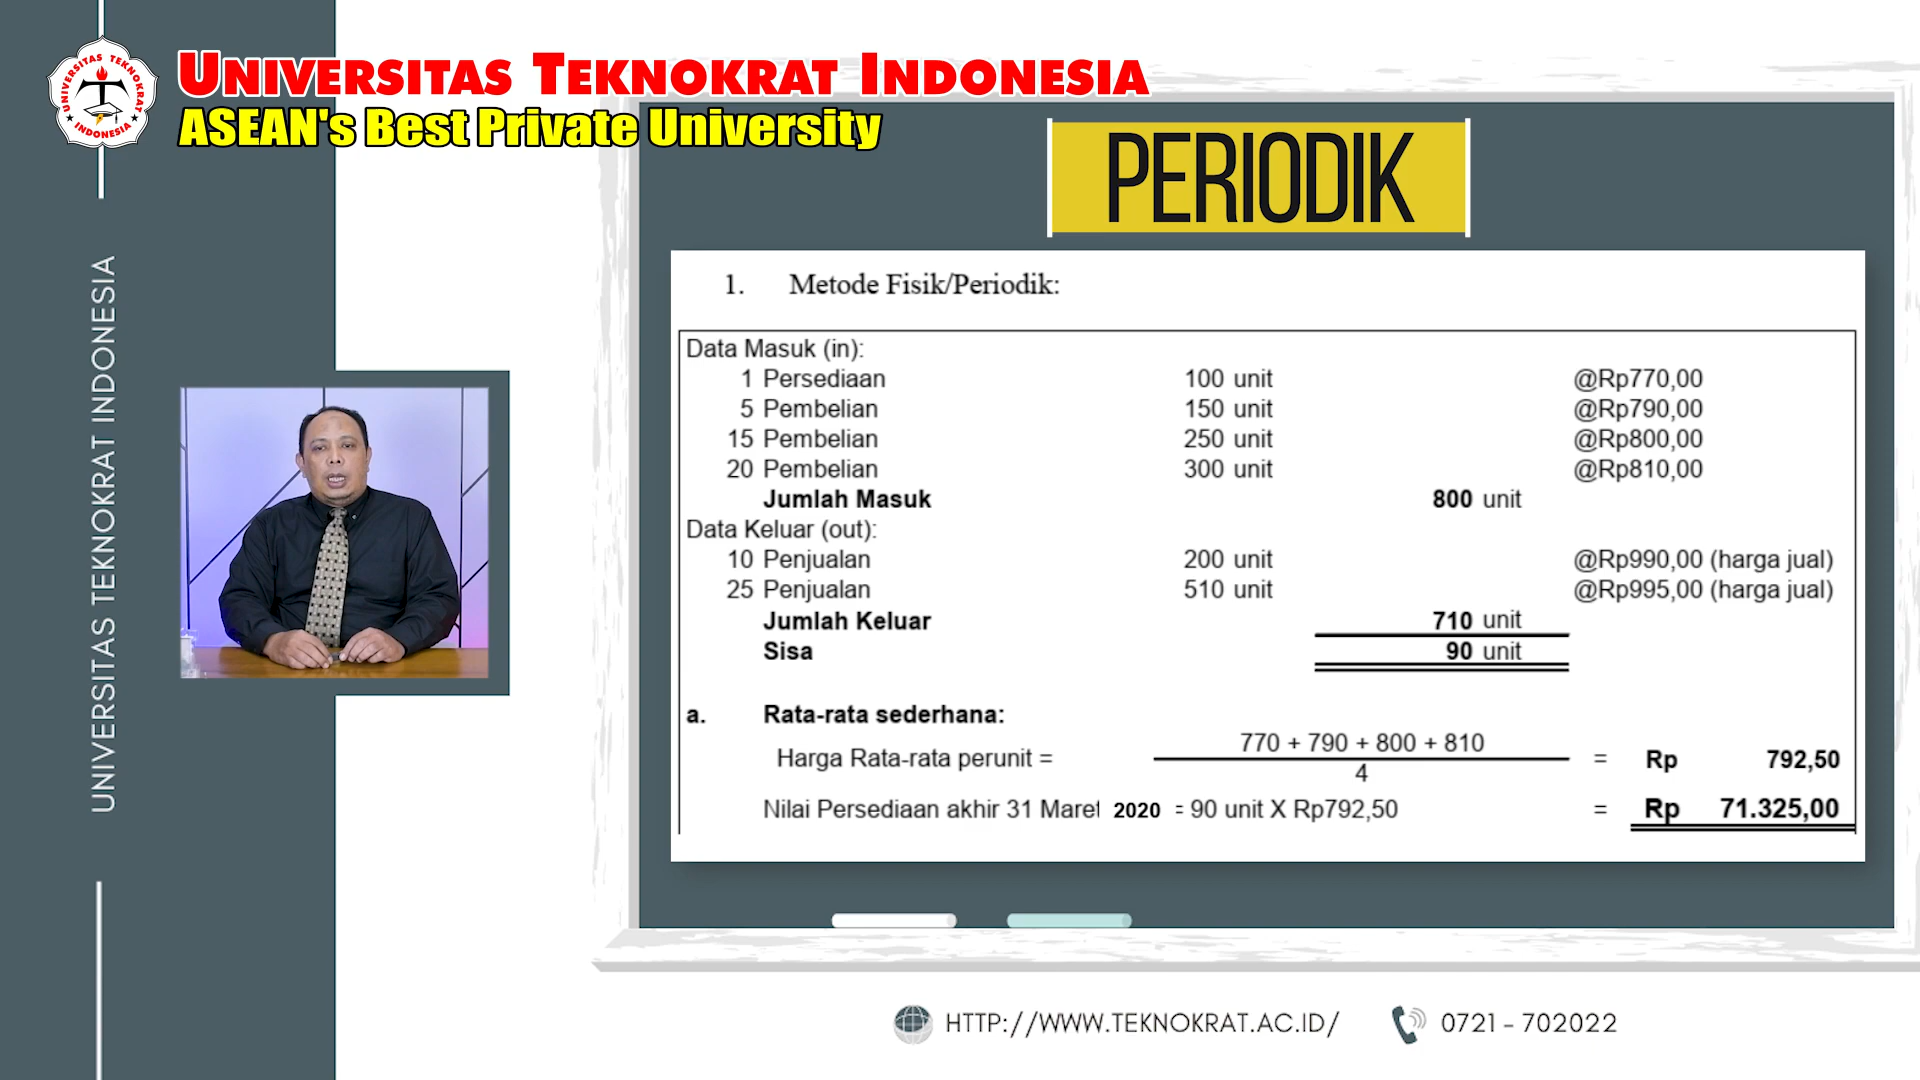 UNIVERSITAS TEKNOKRAT INDONESIA
ASEAN's Best Private University
UNIVERSITAS TEKNOKRAT INDONESIA
UNIVERSITAS TEKNOKRAT INDONESIA
PERIODIK
1. Metode Fisik/Periodik:
Data Masuk (in):
1 Persediaan 100 unit @Rp770,00
5 Pembelian 150 unit @Rp790,00
15 Pembelian 250 unit @Rp800,00
20 Pembelian 300 unit @Rp810,00
Jumlah Masuk 800 unit
Data Keluar (out):
10 Penjualan 200 unit @Rp990,00 (harga jual)
25 Penjualan 510 unit @Rp995,00 (harga jual)
Jumlah Keluar 710 unit
Sisa 90 unit
a. Rata-rata sederhana:
770 + 790 + 800 + 810
Harga Rata-rata perunit = = Rp 792,50
4
Nilai Persediaan akhir 31 Maret 2020 = 90 unit X Rp792,50 = Rp 71.325,00
HTTP://WWW.TEKNOKRAT.AC.ID/ 0721 - 702022